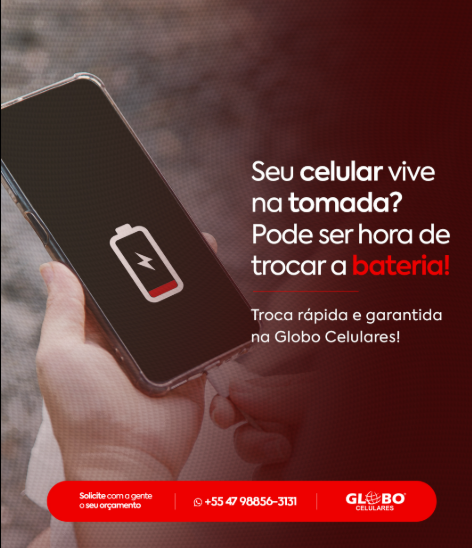 Seu celular vive
na tomada?
Pode ser hora de
trocar a bateria!
Troca rápida e garantida
na Globo Celulares!
Solicite com a gente
o seu orçamento
+55 47 98856-3131
GLOBO
CELULARES